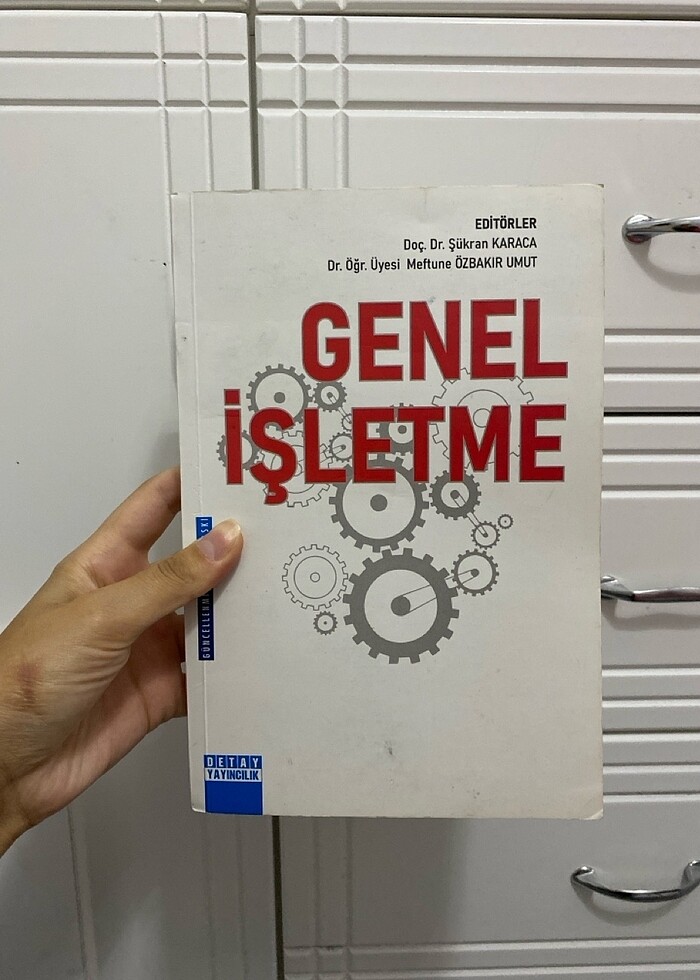 EDİTÖRLER
Doç. Dr. Şükran KARACA
Dr. Öğr. Üyesi Meftune ÖZBAKIR UMUT
GENEL
İŞLETME
DETAY
YAYINCILIK